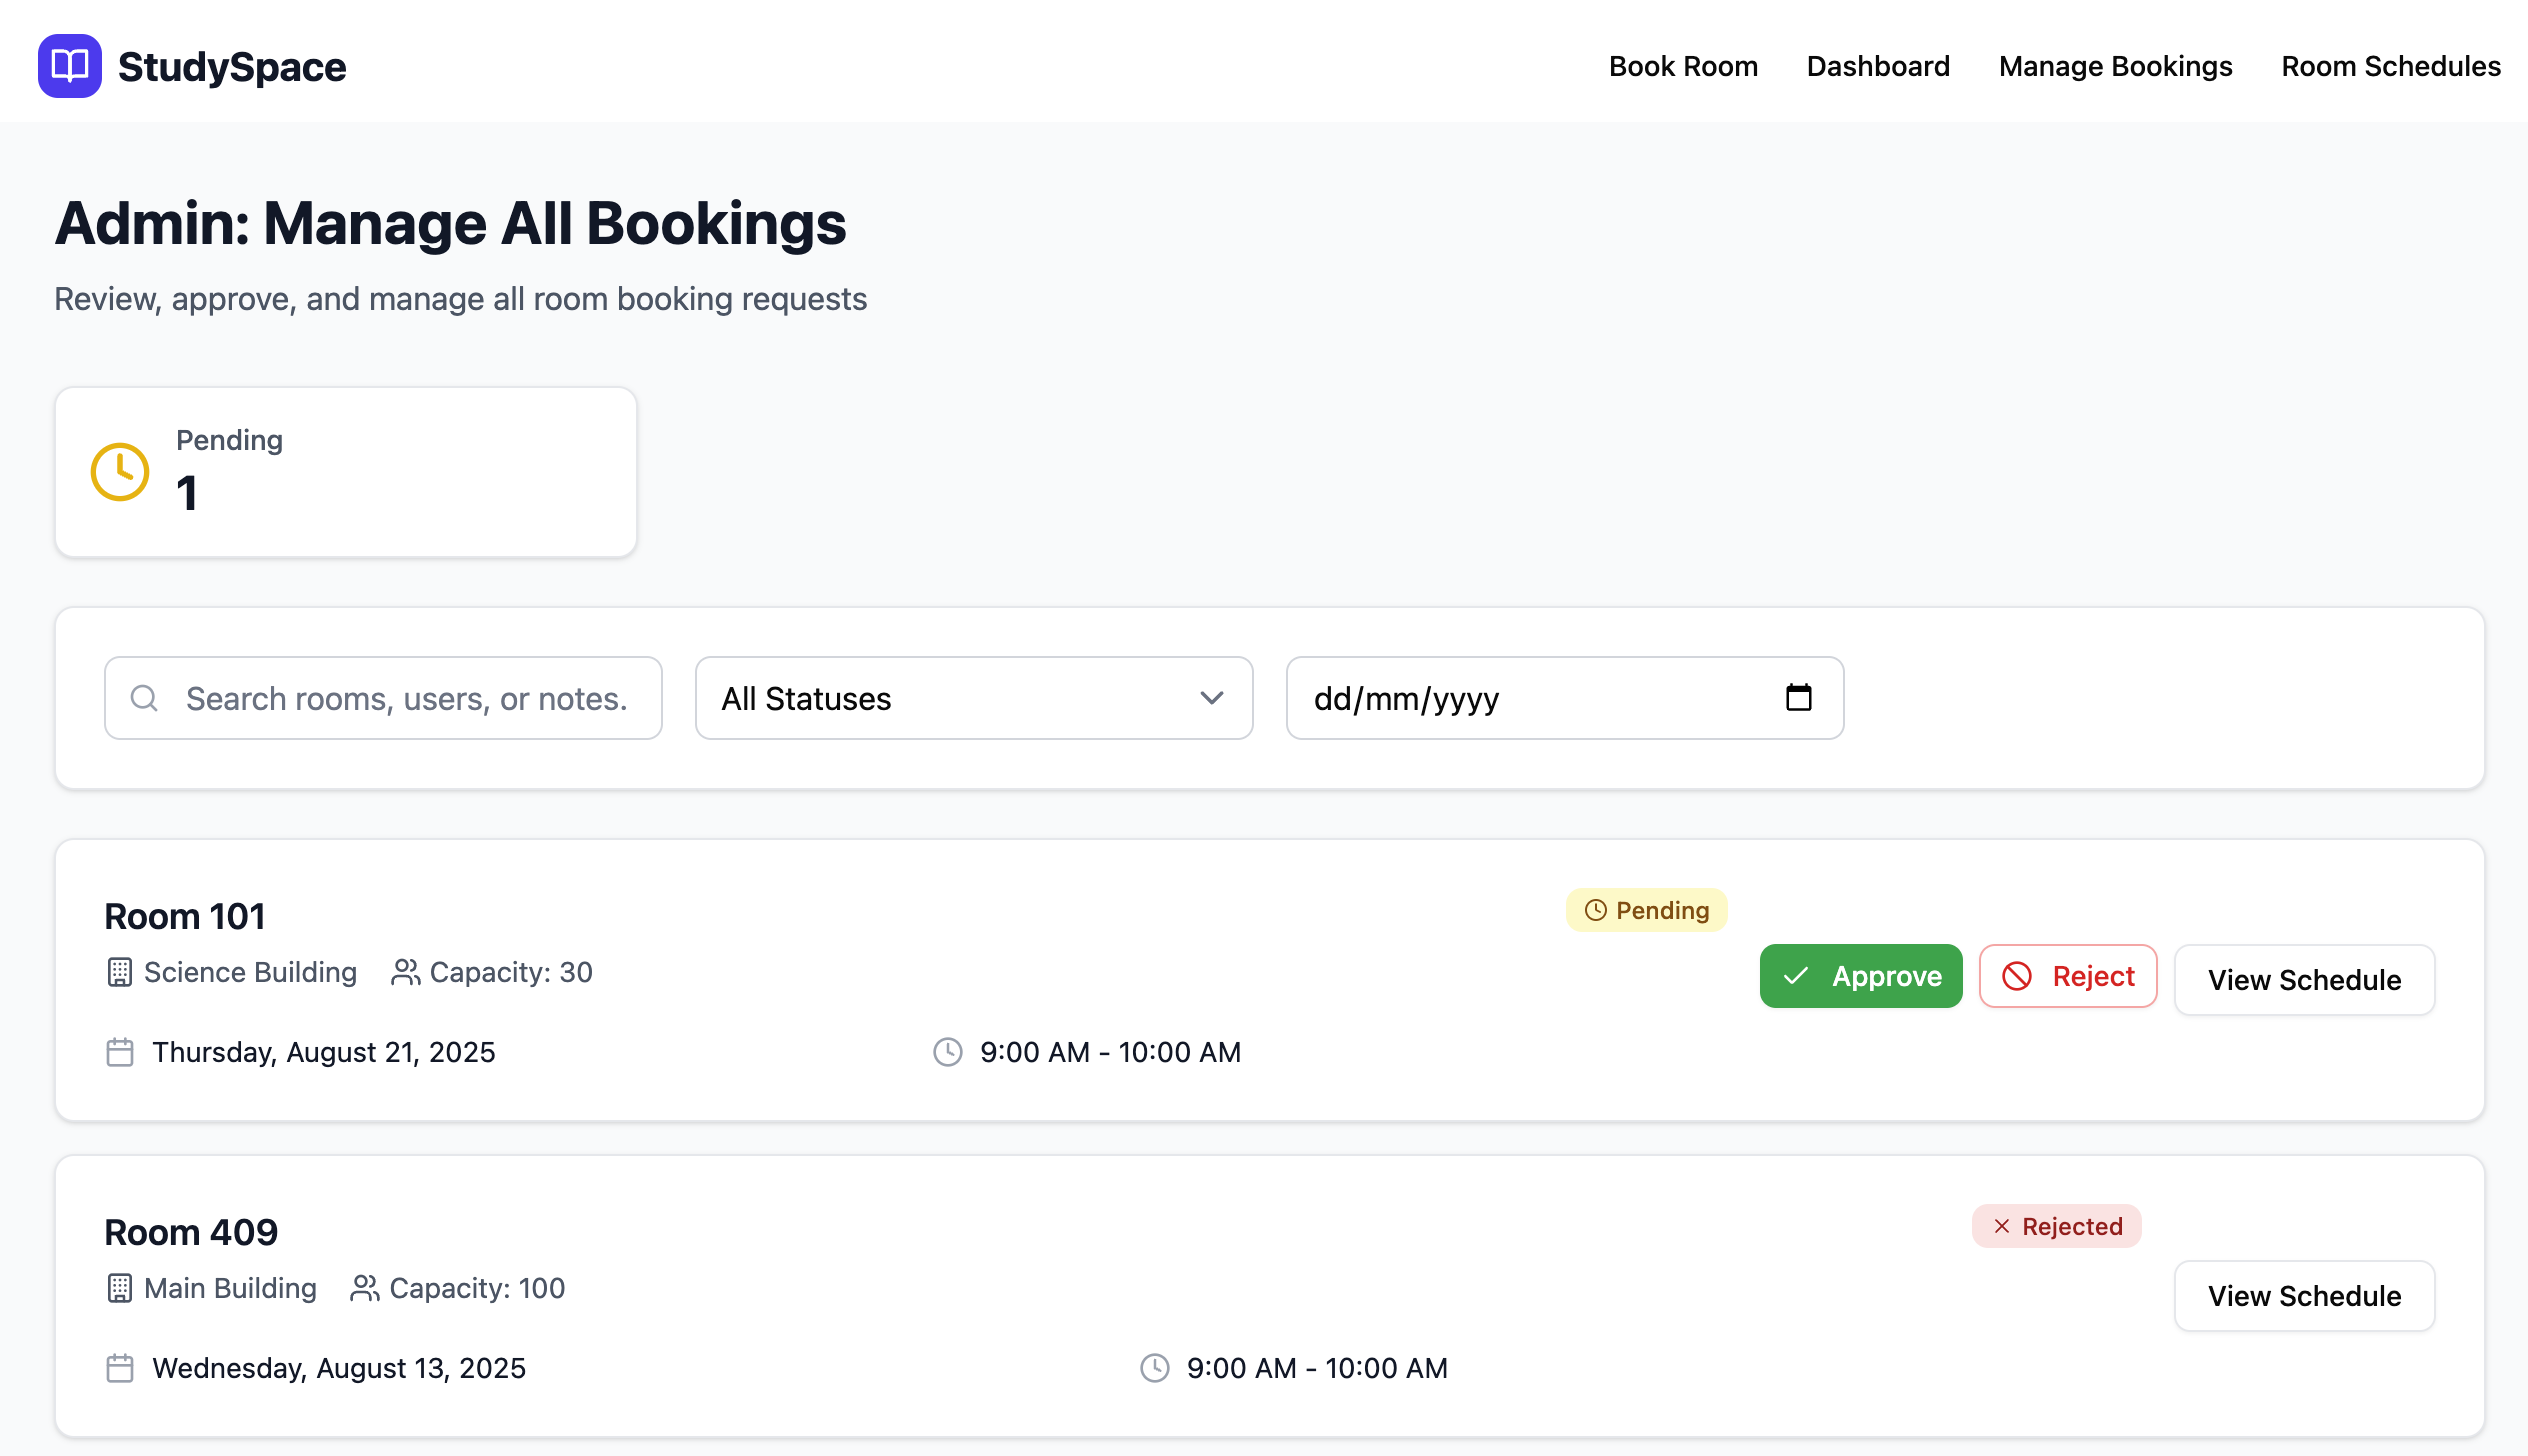 StudySpace
Book Room Dashboard Manage Bookings Room Schedules
Admin: Manage All Bookings
Review, approve, and manage all room booking requests
Pending
1
Search rooms, users, or notes.
All Statuses
dd/mm/yyyy
Room 101
Pending
Science Building Capacity: 30
Approve Reject View Schedule
Thursday, August 21, 2025 9:00 AM - 10:00 AM
Room 409
Rejected
Main Building Capacity: 100
View Schedule
Wednesday, August 13, 2025 9:00 AM - 10:00 AM